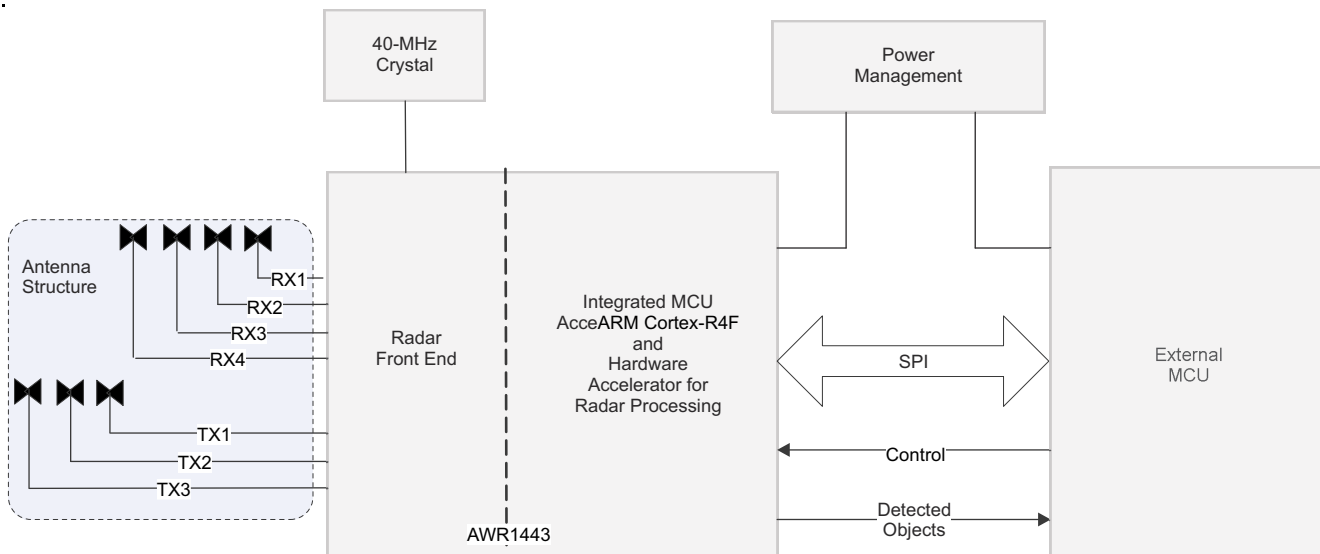 .
40-MHz
Crystal
Power
Management
Antenna
Structure
RX1
RX2
RX3
RX4
TX1
TX2
TX3
Radar
Front End
Integrated MCU
AcceARM Cortex-R4F
and
Hardware
Accelerator for
Radar Processing
AWR1443
SPI
Control
Detected
Objects
External
MCU